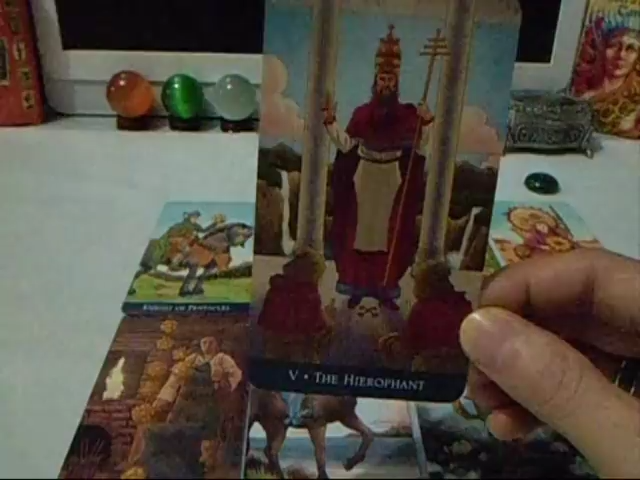 V • THE HIEROPHANT
KNIGHT OF PENTACLES